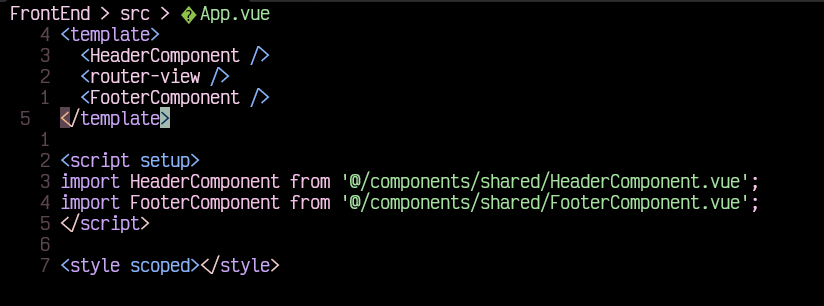 FrontEnd > src > �App.vue
4 <template>
3   <HeaderComponent />
2   <router-view />
1   <FooterComponent />
5 </template>
1
2 <script setup>
3 import HeaderComponent from '@/components/shared/HeaderComponent.vue';
4 import FooterComponent from '@/components/shared/FooterComponent.vue';
5 </script>
6
7 <style scoped></style>